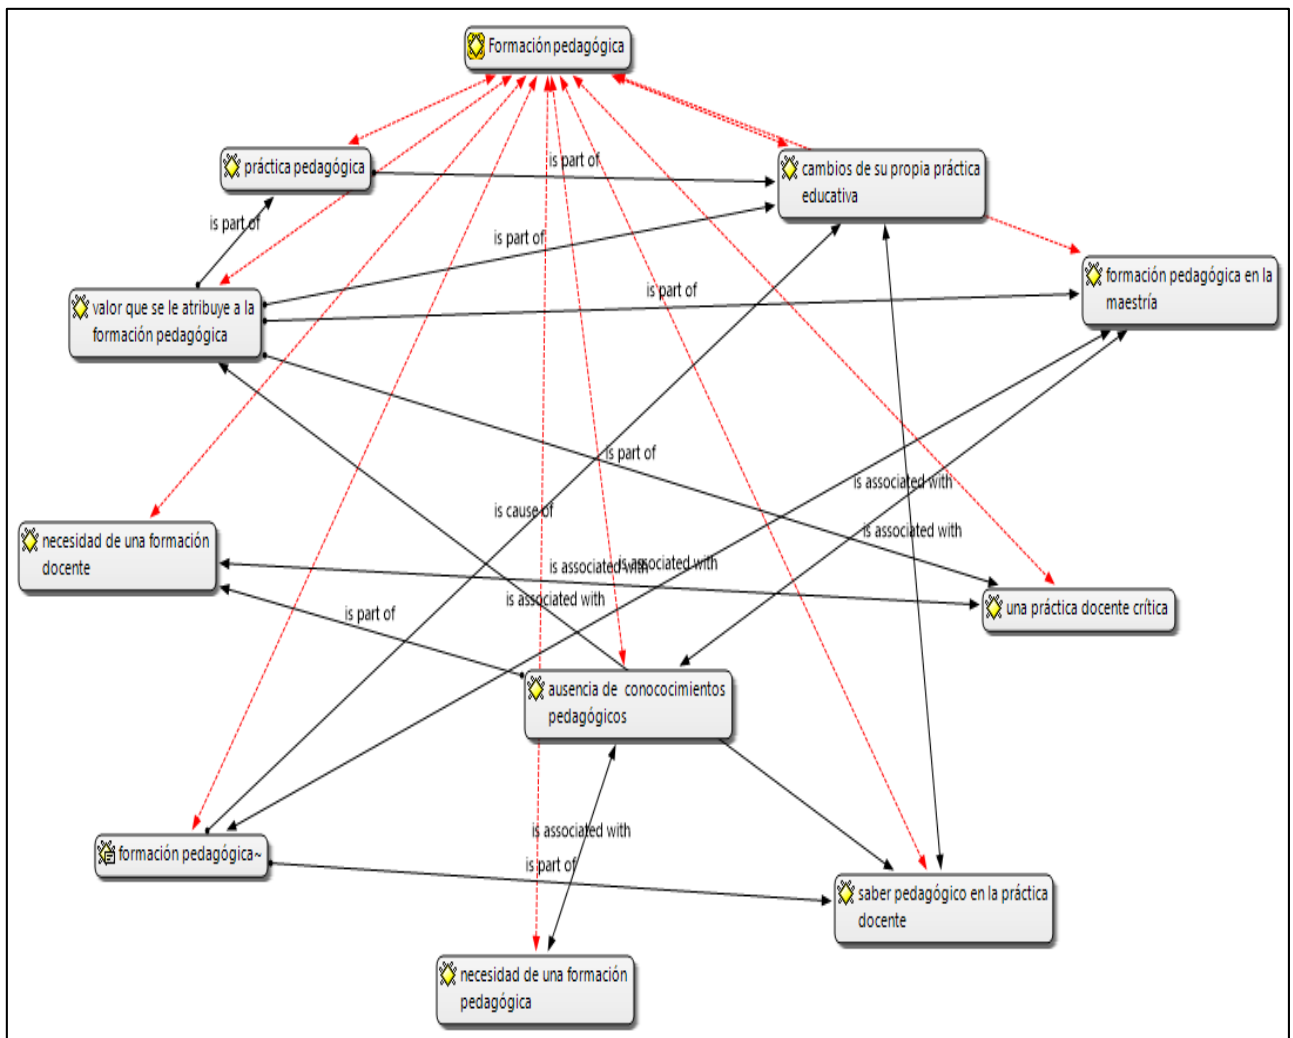 Formación pedagógica
práctica pedagógica
is part of
cambios de su propia práctica
educativa
is part of
is part of
formación pedagógica en la
maestría
is part of
valor que se le atribuye a la
formación pedagógica
is part of
is associated with
is cause of
is associated with
necesidad de una formación
docente
is associated with
is associated with
is associated with
una práctica docente crítica
is part of
ausencia de conococimientos
pedagógicos
is associated with
formación pedagógica~
is part of
saber pedagógico en la práctica
docente
necesidad de una formación
pedagógica